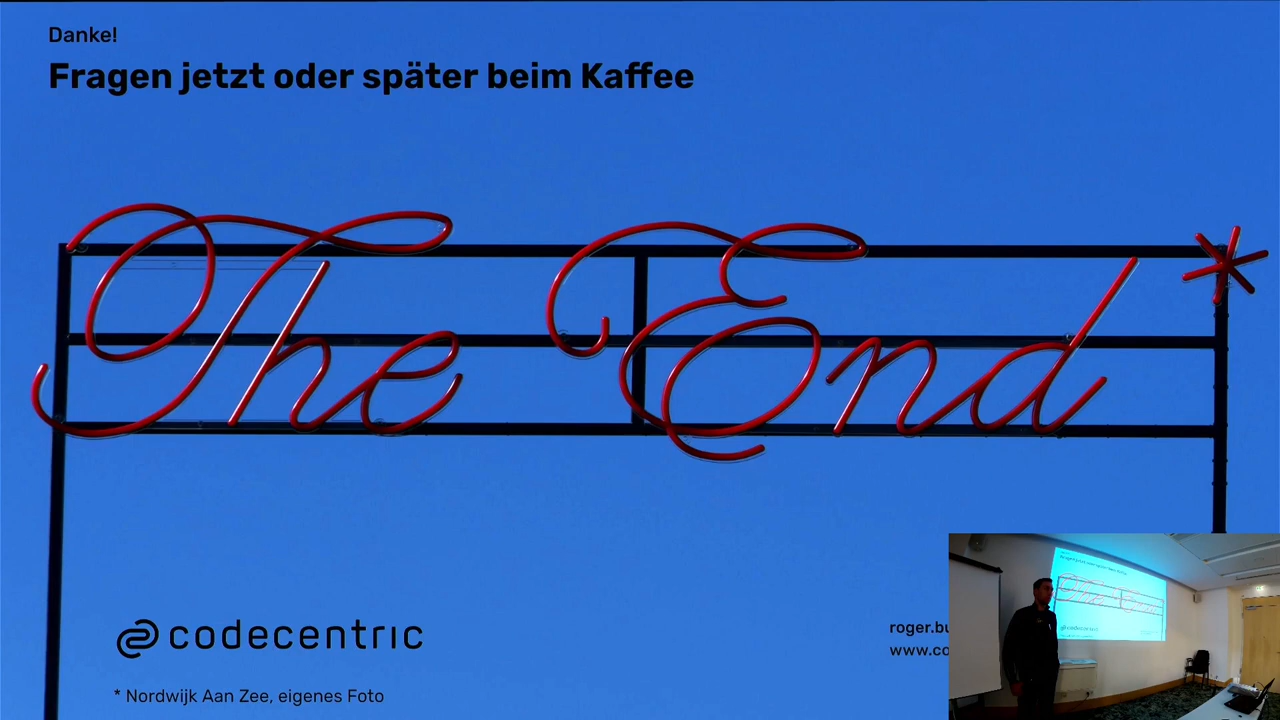 Danke!
Fragen jetzt oder später beim Kaffee
The End*
codecentric
* Nordwijk Aan Zee, eigenes Foto